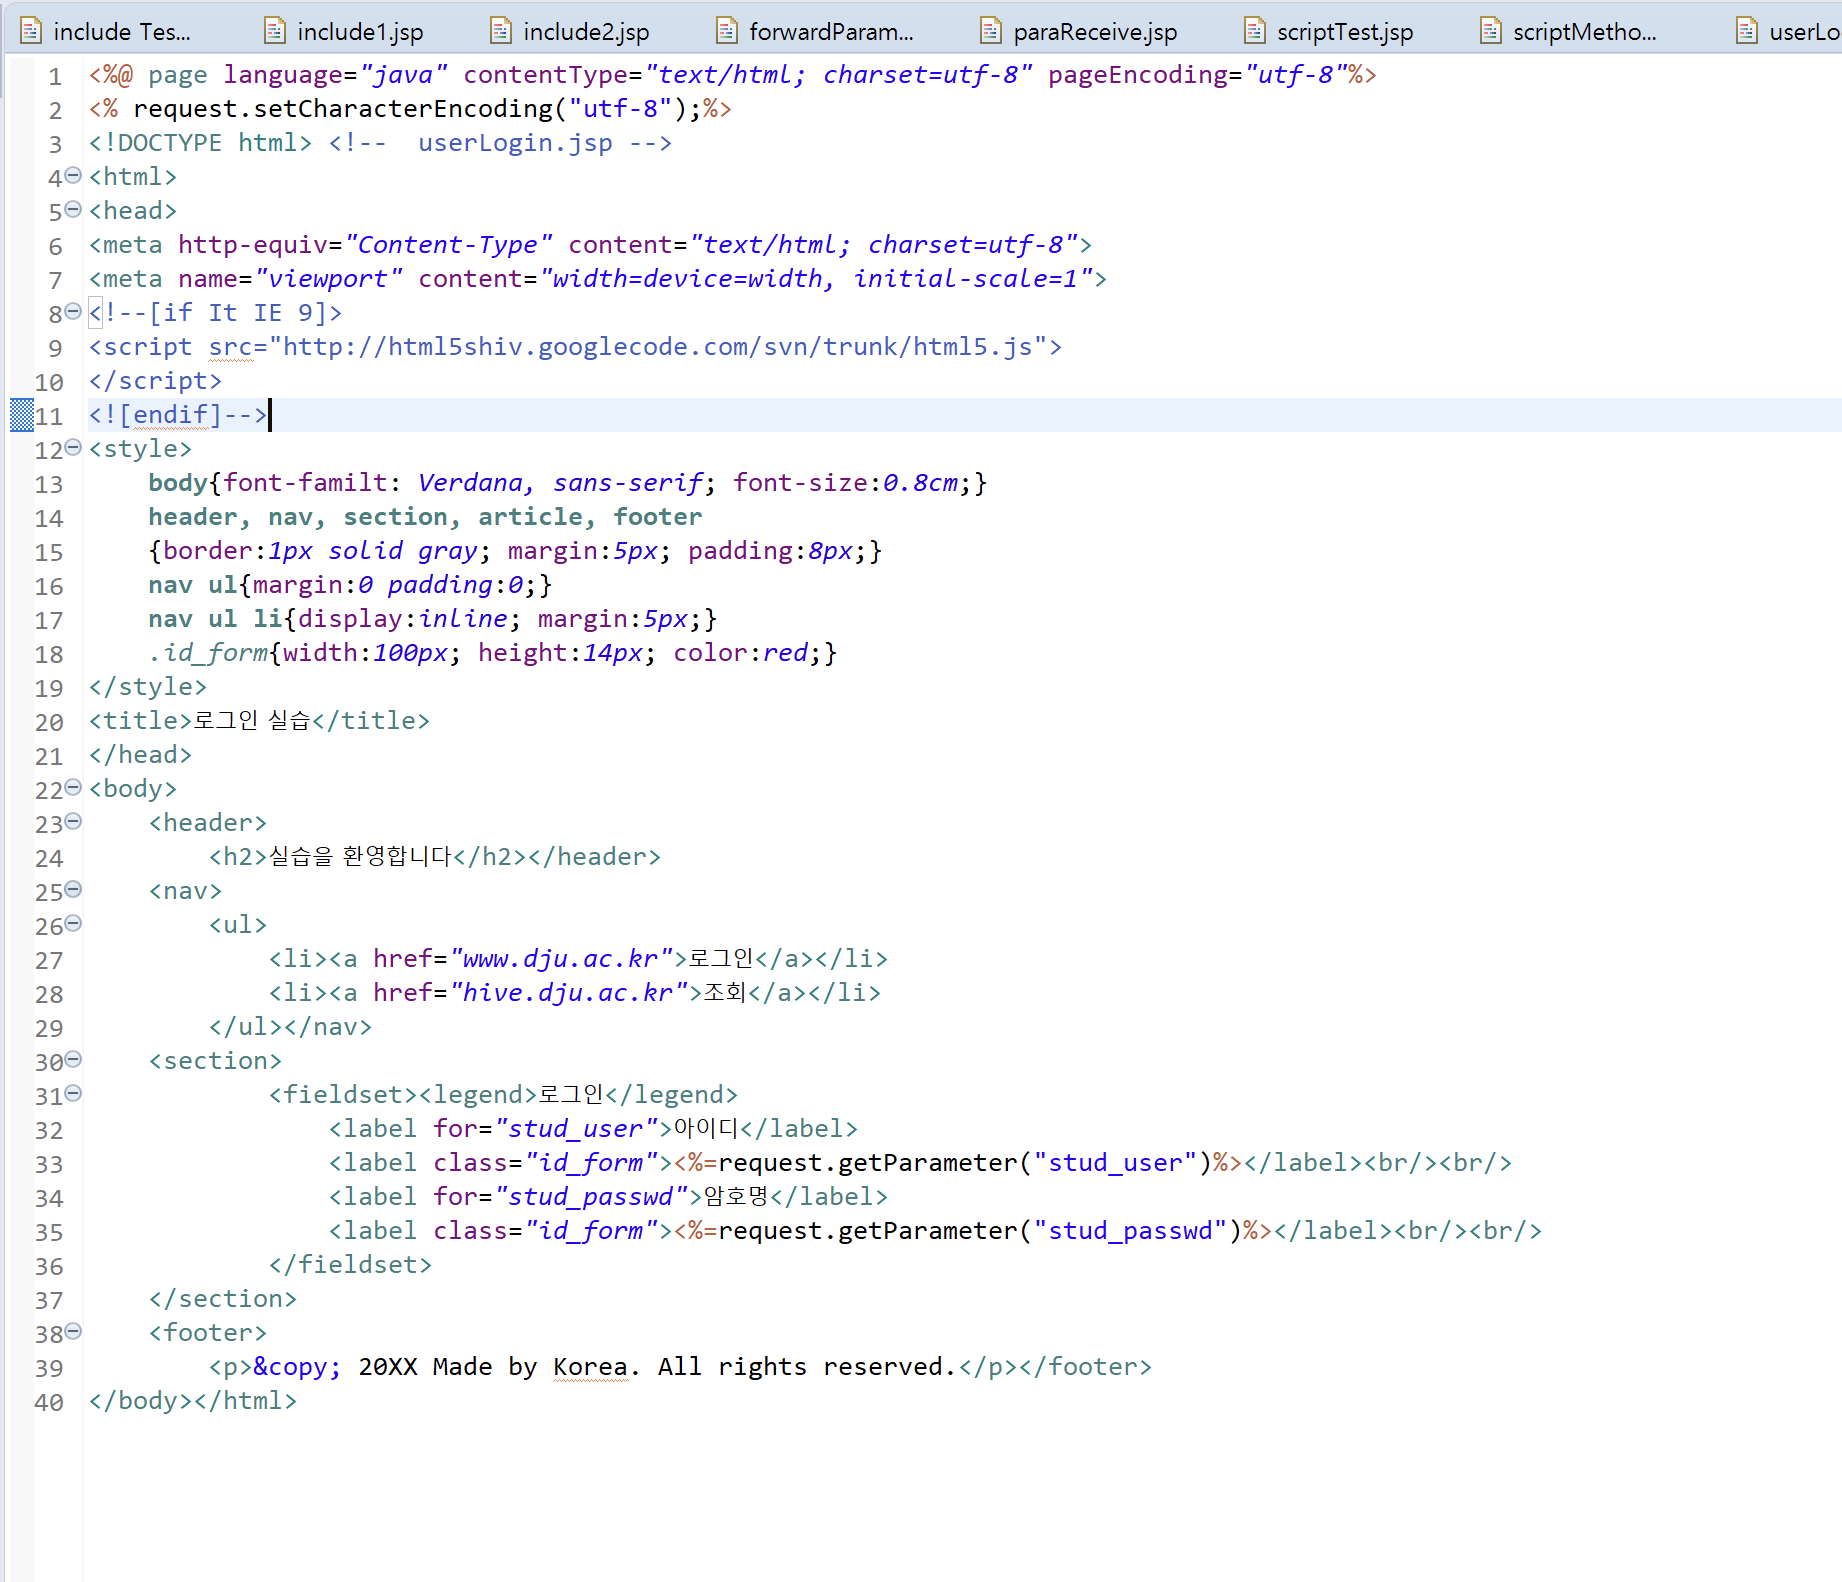 include Tes...
include1.jsp
include2.jsp
forwardParam...
paraReceive.jsp
scriptTest.jsp
scriptMetho...
userLo
1 <%@ page language="java" contentType="text/html; charset=utf-8" pageEncoding="utf-8"%>
2 <% request.setCharacterEncoding("utf-8");%>
3 <!DOCTYPE html> <!--  userLogin.jsp -->
4 <html>
5 <head>
6 <meta http-equiv="Content-Type" content="text/html; charset=utf-8">
7 <meta name="viewport" content="width=device=width, initial-scale=1">
8 <!--[if It IE 9]>
9 <script src="http://html5shiv.googlecode.com/svn/trunk/html5.js">
10 </script>
11 <![endif]-->
12 <style>
13     body{font-familt: Verdana, sans-serif; font-size:0.8cm;}
14     header, nav, section, article, footer
15     {border:1px solid gray; margin:5px; padding:8px;}
16     nav ul{margin:0 padding:0;}
17     nav ul li{display:inline; margin:5px;}
18     .id_form{width:100px; height:14px; color:red;}
19 </style>
20 <title>로그인 실습</title>
21 </head>
22 <body>
23     <header>
24         <h2>실습을 환영합니다</h2></header>
25     <nav>
26         <ul>
27             <li><a href="www.dju.ac.kr">로그인</a></li>
28             <li><a href="hive.dju.ac.kr">조회</a></li>
29         </ul></nav>
30     <section>
31             <fieldset><legend>로그인</legend>
32                 <label for="stud_user">아이디</label>
33                 <label class="id_form"><%=request.getParameter("stud_user")%></label><br/><br/>
34                 <label for="stud_passwd">암호명</label>
35                 <label class="id_form"><%=request.getParameter("stud_passwd")%></label><br/><br/>
36             </fieldset>
37     </section>
38     <footer>
39         <p>&copy; 20XX Made by Korea. All rights reserved.</p></footer>
40 </body></html>